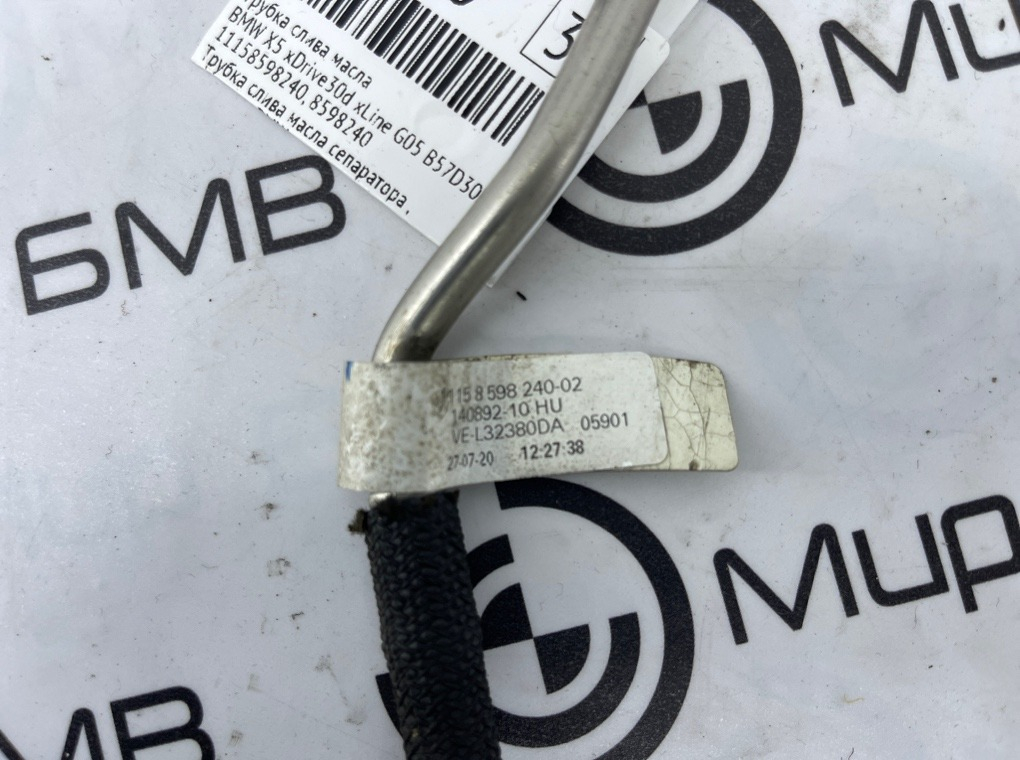 трубка слива масла
BMW X5 xDrive30d xLine G05 B57D30
11158598240, 8598240
Трубка слива масла сепаратора,
БМВ
Мир
115 8 598 240-02
140892-10 HU
VE-L32380DA 05901
27-07-20 12:27:38
Мир
МВ